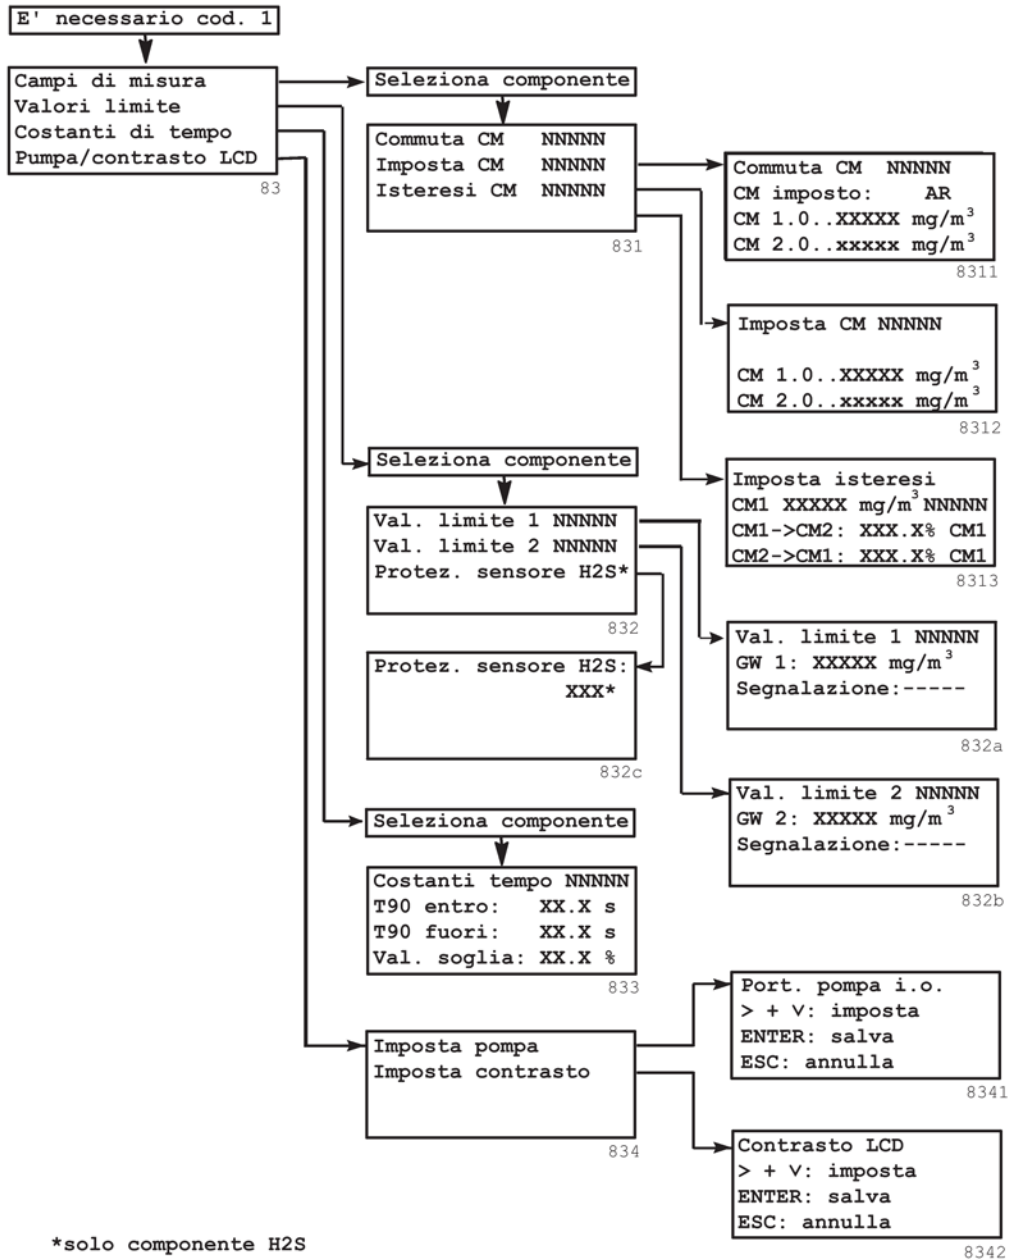 E' necessario cod. 1
Campi di misura
Valori limite
Costanti di tempo
Pumpa/contrasto LCD
83
Seleziona componente
Commuta CM NNNNN
Imposta CM NNNNN
Isteresi CM NNNNN
831
Commuta CM NNNNN
CM imposto: AR
CM 1.0..XXXXX mg/m³
CM 2.0..xxxxx mg/m³
8311
Imposta CM NNNNN
CM 1.0..XXXXX mg/m³
CM 2.0..xxxxx mg/m³
8312
Imposta isteresi
CM1 XXXXX mg/m³NNNNN
CM1->CM2: XXX.X% CM1
CM2->CM1: XXX.X% CM1
8313
Seleziona componente
Val. limite 1 NNNNN
Val. limite 2 NNNNN
Protez. sensore H2S*
832
Protez. sensore H2S:
XXX*
832c
Val. limite 1 NNNNN
GW 1: XXXXX mg/m³
Segnalazione:-----
832a
Val. limite 2 NNNNN
GW 2: XXXXX mg/m³
Segnalazione:-----
832b
Seleziona componente
Costanti tempo NNNNN
T90 entro: XX.X s
T90 fuori: XX.X s
Val. soglia: XX.X %
833
Imposta pompa
Imposta contrasto
834
Port. pompa i.o.
> + V: imposta
ENTER: salva
ESC: annulla
8341
Contrasto LCD
> + V: imposta
ENTER: salva
ESC: annulla
8342
*solo componente H2S